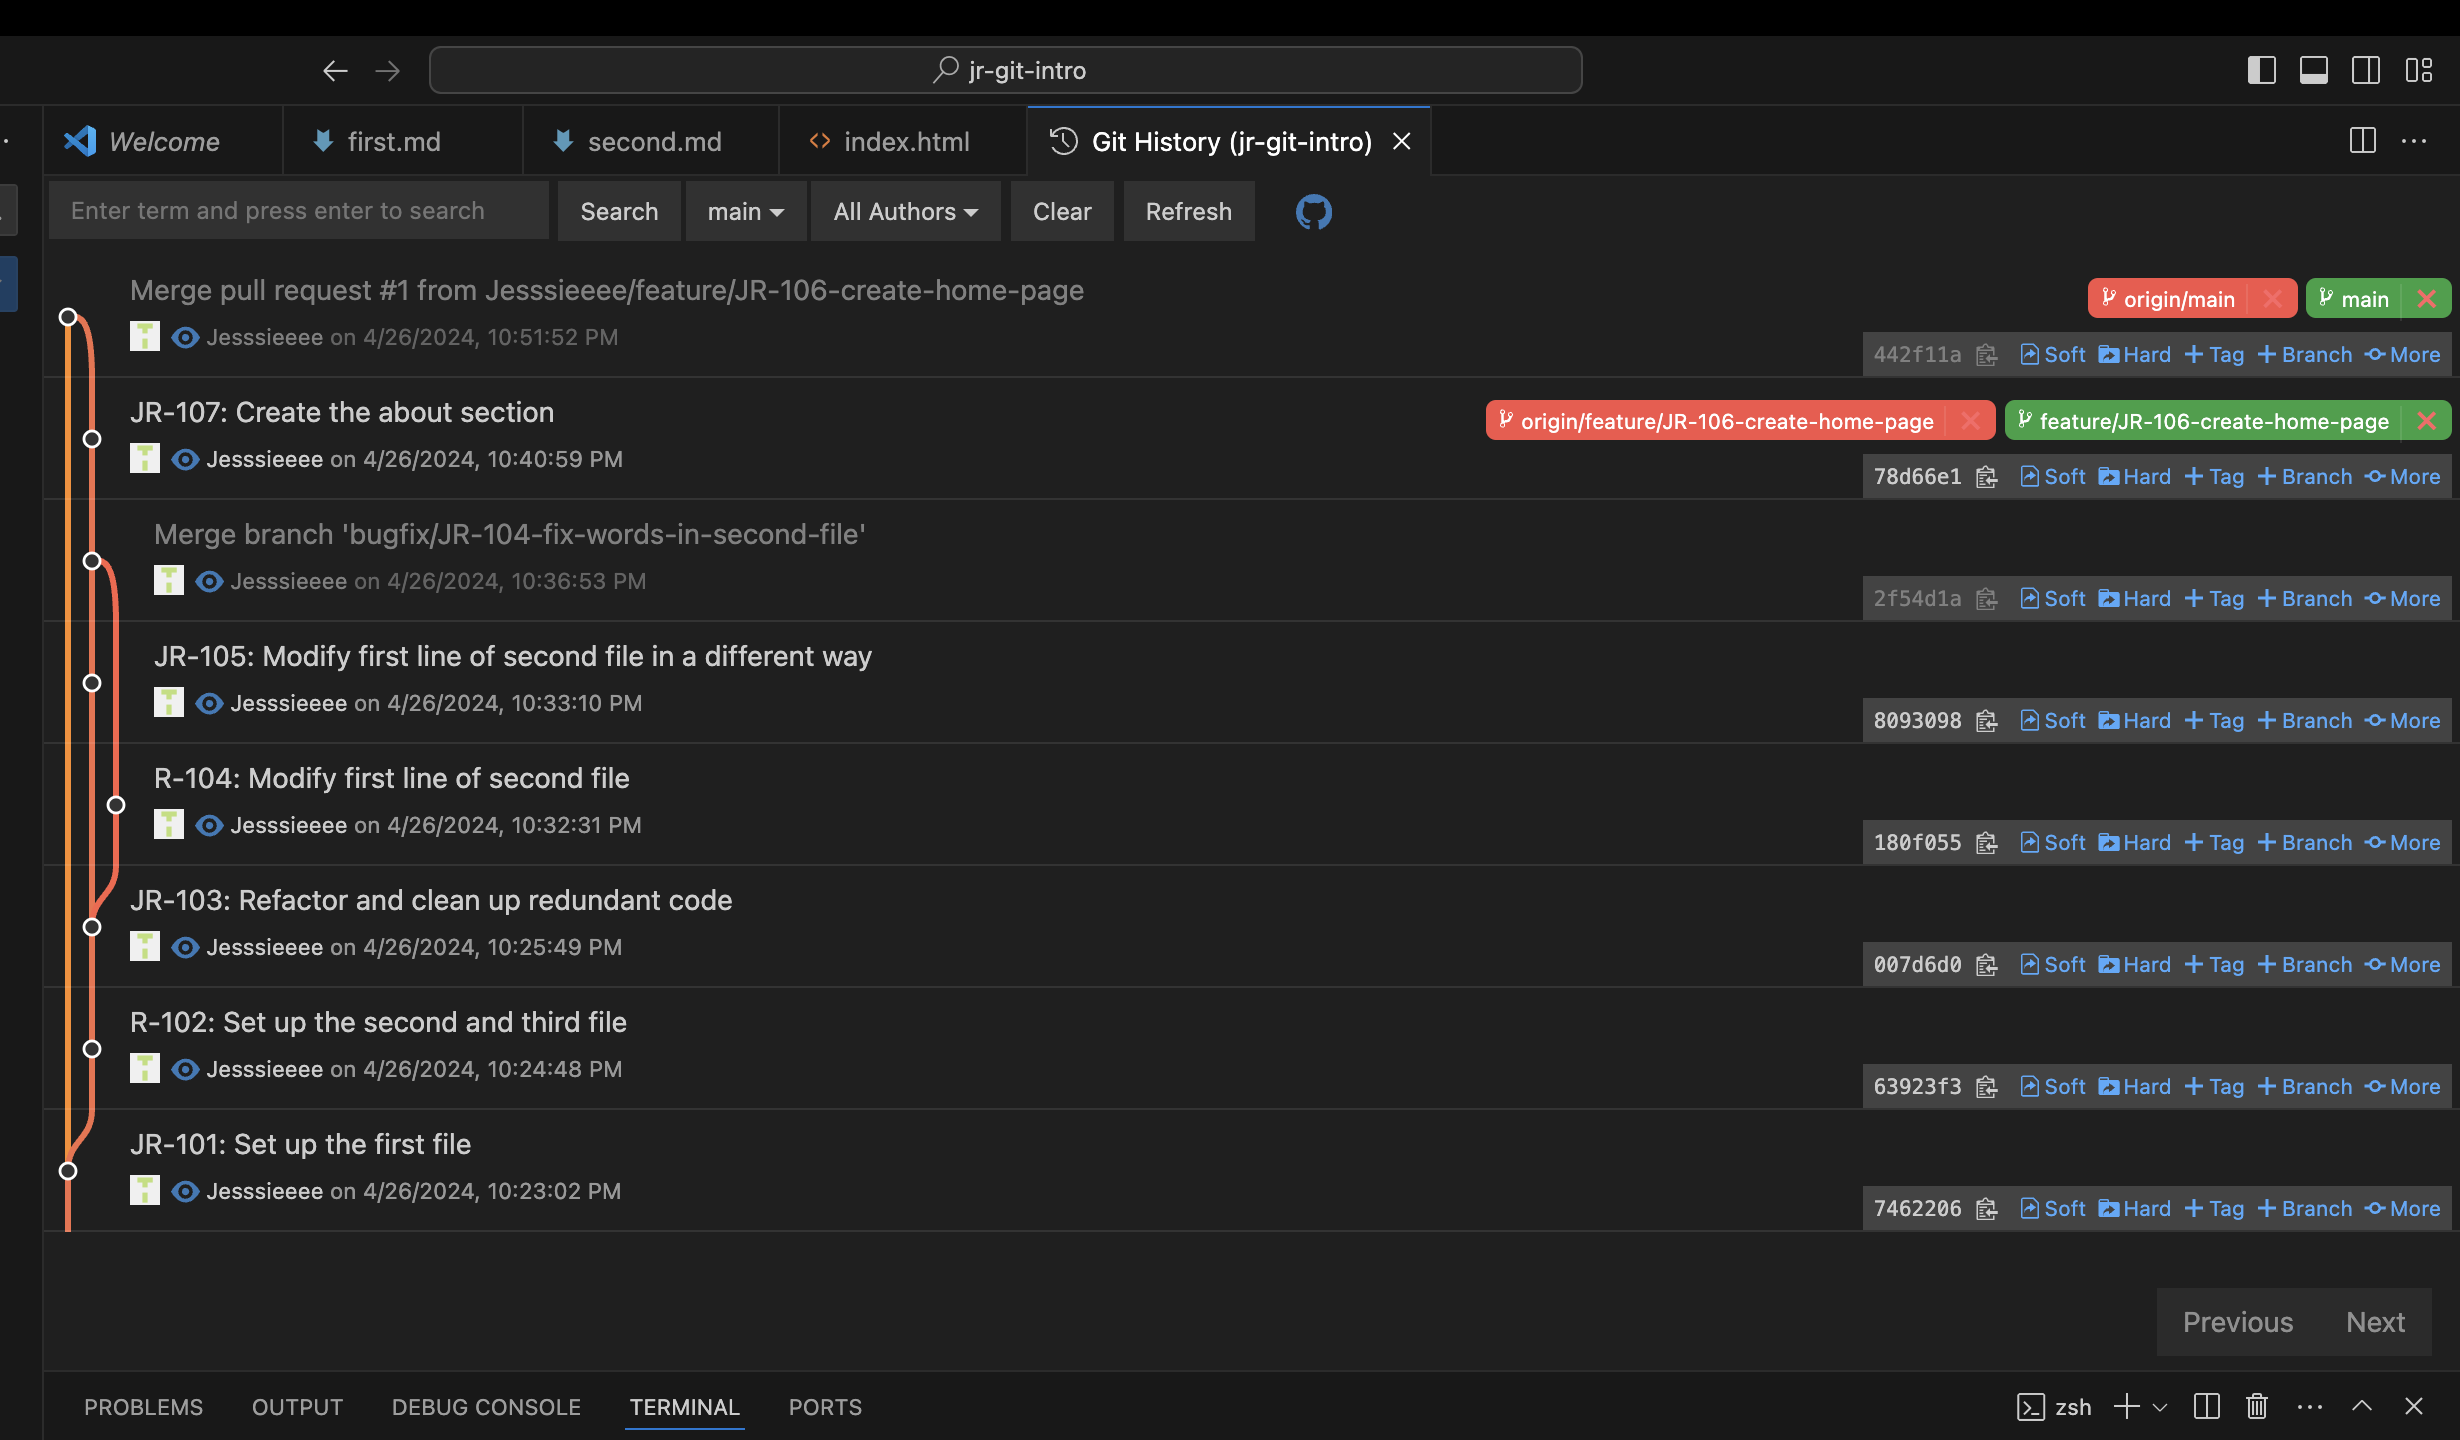 jr-git-intro
Welcome
first.md
second.md
index.html
Git History (jr-git-intro)
Enter term and press enter to search
Search
main
All Authors
Clear
Refresh
Merge pull request #1 from Jesssieeee/feature/JR-106-create-home-page
origin/main
main
Jesssieeee on 4/26/2024, 10:51:52 PM
442f11a Soft Hard + Tag + Branch More
JR-107: Create the about section
origin/feature/JR-106-create-home-page
feature/JR-106-create-home-page
Jesssieeee on 4/26/2024, 10:40:59 PM
78d66e1 Soft Hard + Tag + Branch More
Merge branch 'bugfix/JR-104-fix-words-in-second-file'
Jesssieeee on 4/26/2024, 10:36:53 PM
2f54d1a Soft Hard + Tag + Branch More
JR-105: Modify first line of second file in a different way
Jesssieeee on 4/26/2024, 10:33:10 PM
8093098 Soft Hard + Tag + Branch More
R-104: Modify first line of second file
Jesssieeee on 4/26/2024, 10:32:31 PM
180f055 Soft Hard + Tag + Branch More
JR-103: Refactor and clean up redundant code
Jesssieeee on 4/26/2024, 10:25:49 PM
007d6d0 Soft Hard + Tag + Branch More
R-102: Set up the second and third file
Jesssieeee on 4/26/2024, 10:24:48 PM
63923f3 Soft Hard + Tag + Branch More
JR-101: Set up the first file
Jesssieeee on 4/26/2024, 10:23:02 PM
7462206 Soft Hard + Tag + Branch More
Previous
Next
PROBLEMS
OUTPUT
DEBUG CONSOLE
TERMINAL
PORTS
zsh